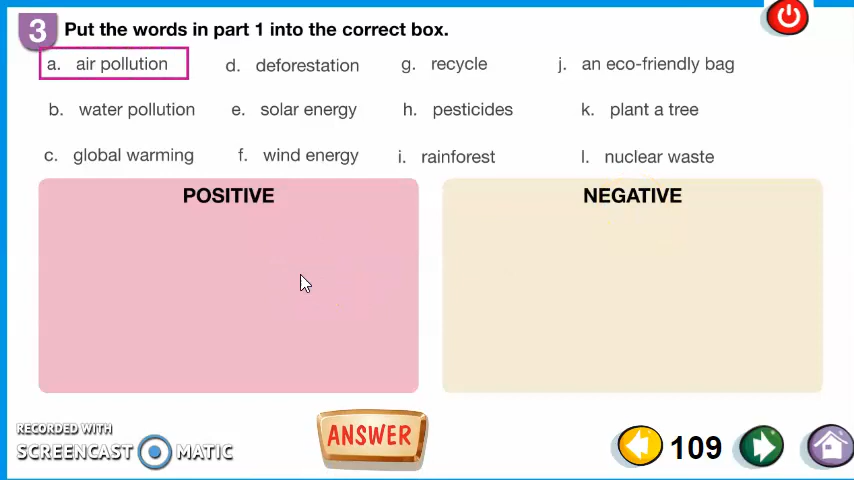 3 Put the words in part 1 into the correct box.
a. air pollution d. deforestation g. recycle j. an eco-friendly bag
b. water pollution e. solar energy h. pesticides k. plant a tree
c. global warming f. wind energy i. rainforest l. nuclear waste
POSITIVE NEGATIVE
ANSWER
RECORDED WITH
SCREENCAST MATIC
109